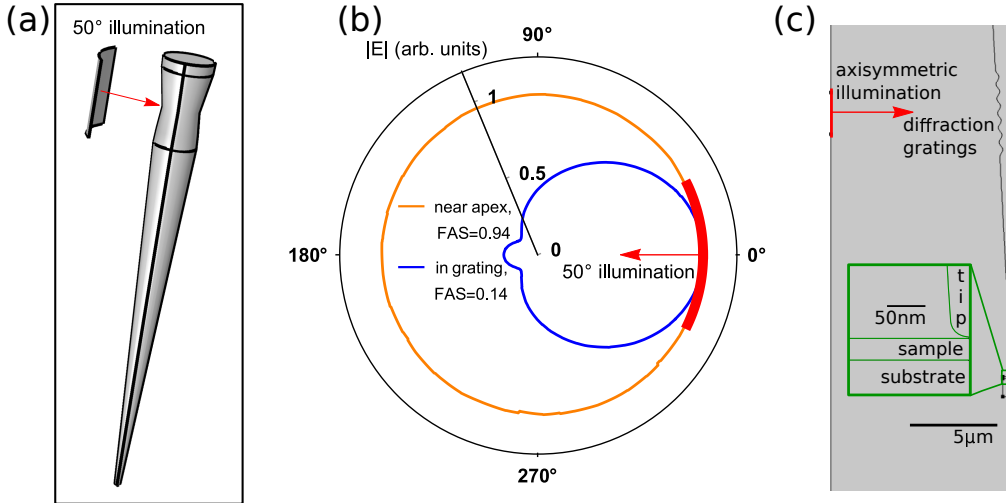 (a)
50° illumination
(b)
|E| (arb. units)
90°
1
0.5
near apex,
FAS=0.94
0
180°
0°
50° illumination
in grating,
FAS=0.14
270°
(c)
axisymmetric
illumination
diffraction
gratings
t
i
p
50nm
sample
substrate
5μm